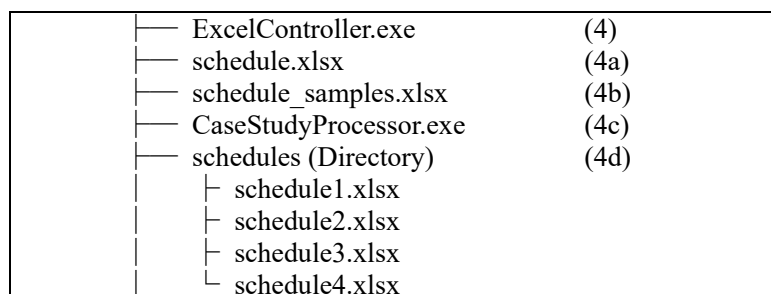 ├── ExcelController.exe (4)
├── schedule.xlsx (4a)
├── schedule_samples.xlsx (4b)
├── CaseStudyProcessor.exe (4c)
├── schedules (Directory) (4d)
│ ├ schedule1.xlsx
│ ├ schedule2.xlsx
│ ├ schedule3.xlsx
│ └ schedule4.xlsx